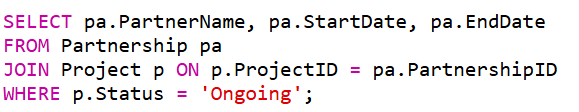 SELECT pa.PartnerName, pa.StartDate, pa.EndDate
FROM Partnership pa
JOIN Project p ON p.ProjectID = pa.PartnershipID
WHERE p.Status = 'Ongoing';